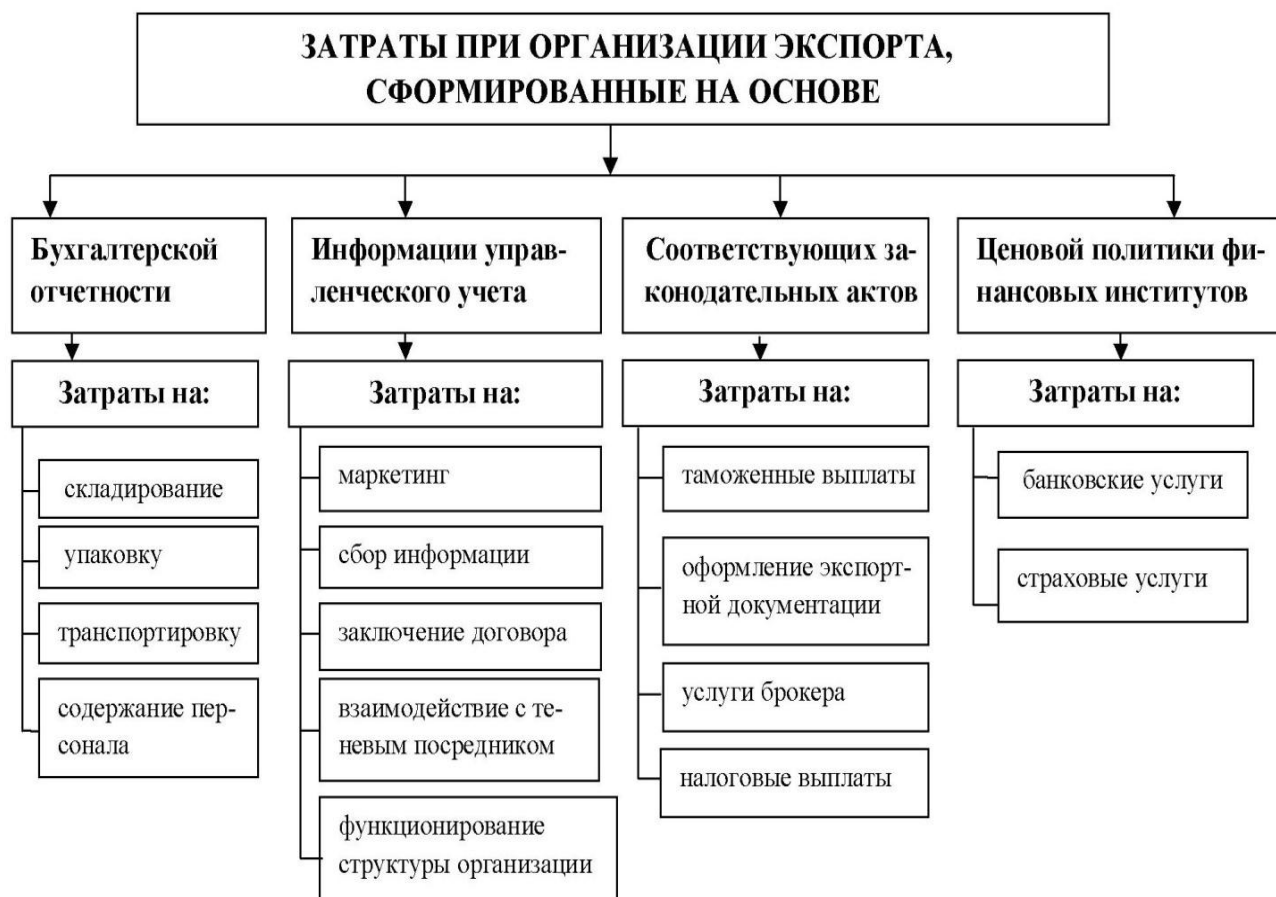 ЗАТРАТЫ ПРИ ОРГАНИЗАЦИИ ЭКСПОРТА,
СФОРМИРОВАННЫЕ НА ОСНОВЕ
Бухгалтерской
отчетности
Затраты на:
складирование
упаковку
транспортировку
содержание пер-
сонала
Информации управ-
ленческого учета
Затраты на:
маркетинг
сбор информации
заключение договора
взаимодействие с те-
невым посредником
функционирование
структуры организации
Соответствующих за-
конодательных актов
Затраты на:
таможенные выплаты
оформление экспорт-
ной документации
услуги брокера
налоговые выплаты
Ценовой политики фи-
нансовых институтов
Затраты на:
банковские услуги
страховые услуги